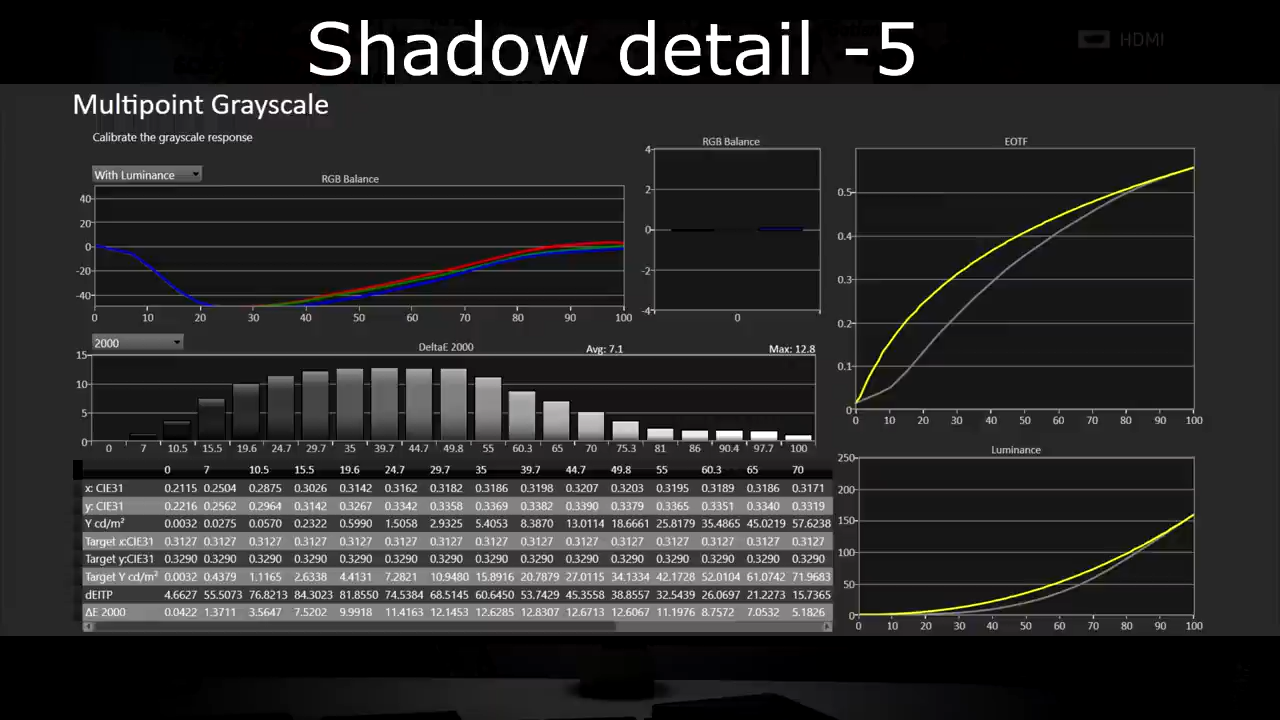 Shadow detail -5
HDMI
Multipoint Grayscale
Calibrate the grayscale response
With Luminance
RGB Balance
40
20
0
-20
-40
0 10 20 30 40 50 60 70 80 90 100
RGB Balance
4
2
0
-2
-4
0
EOTF
0.5
0.4
0.3
0.2
0.1
0
0 10 20 30 40 50 60 70 80 90 100
2000
DeltaE 2000
Avg: 7.1
Max: 12.8
15
10
5
0
0 7 10.5 15.5 19.6 24.7 29.7 35 39.7 44.7 49.8 55 60.3 65 70 75.3 81 86 90.4 97.7 100
0 7 10.5 15.5 19.6 24.7 29.7 35 39.7 44.7 49.8 55 60.3 65 70
x: CIE31 0.2115 0.2504 0.2875 0.3026 0.3142 0.3162 0.3182 0.3186 0.3198 0.3207 0.3203 0.3195 0.3189 0.3186 0.3171
y: CIE31 0.2216 0.2562 0.2964 0.3142 0.3267 0.3342 0.3358 0.3369 0.3382 0.3390 0.3379 0.3365 0.3351 0.3340 0.3319
Y cd/m² 0.0032 0.0275 0.0570 0.2322 0.5990 1.5058 2.9325 5.4053 8.3870 13.0114 18.6661 25.8179 35.4865 45.0219 57.6238
Target x:CIE31 0.3127 0.3127 0.3127 0.3127 0.3127 0.3127 0.3127 0.3127 0.3127 0.3127 0.3127 0.3127 0.3127 0.3127 0.3127
Target y:CIE31 0.3290 0.3290 0.3290 0.3290 0.3290 0.3290 0.3290 0.3290 0.3290 0.3290 0.3290 0.3290 0.3290 0.3290 0.3290
Target Y cd/m² 0.0032 0.4379 1.1165 2.6338 4.4131 7.2821 10.9480 15.8916 20.7879 27.0115 34.1334 42.1728 52.0104 61.0742 71.9683
dEITP 4.6627 55.5073 76.8213 84.3023 81.8550 74.5384 68.5145 60.6450 53.7429 45.3558 38.8557 32.5439 26.0697 21.2273 15.7365
ΔE 2000 0.0422 1.3711 3.5647 7.5202 9.9918 11.4163 12.1453 12.6285 12.8307 12.6713 12.6067 11.1976 8.7572 7.0532 5.1826
Luminance
250
200
150
100
50
0
0 10 20 30 40 50 60 70 80 90 100